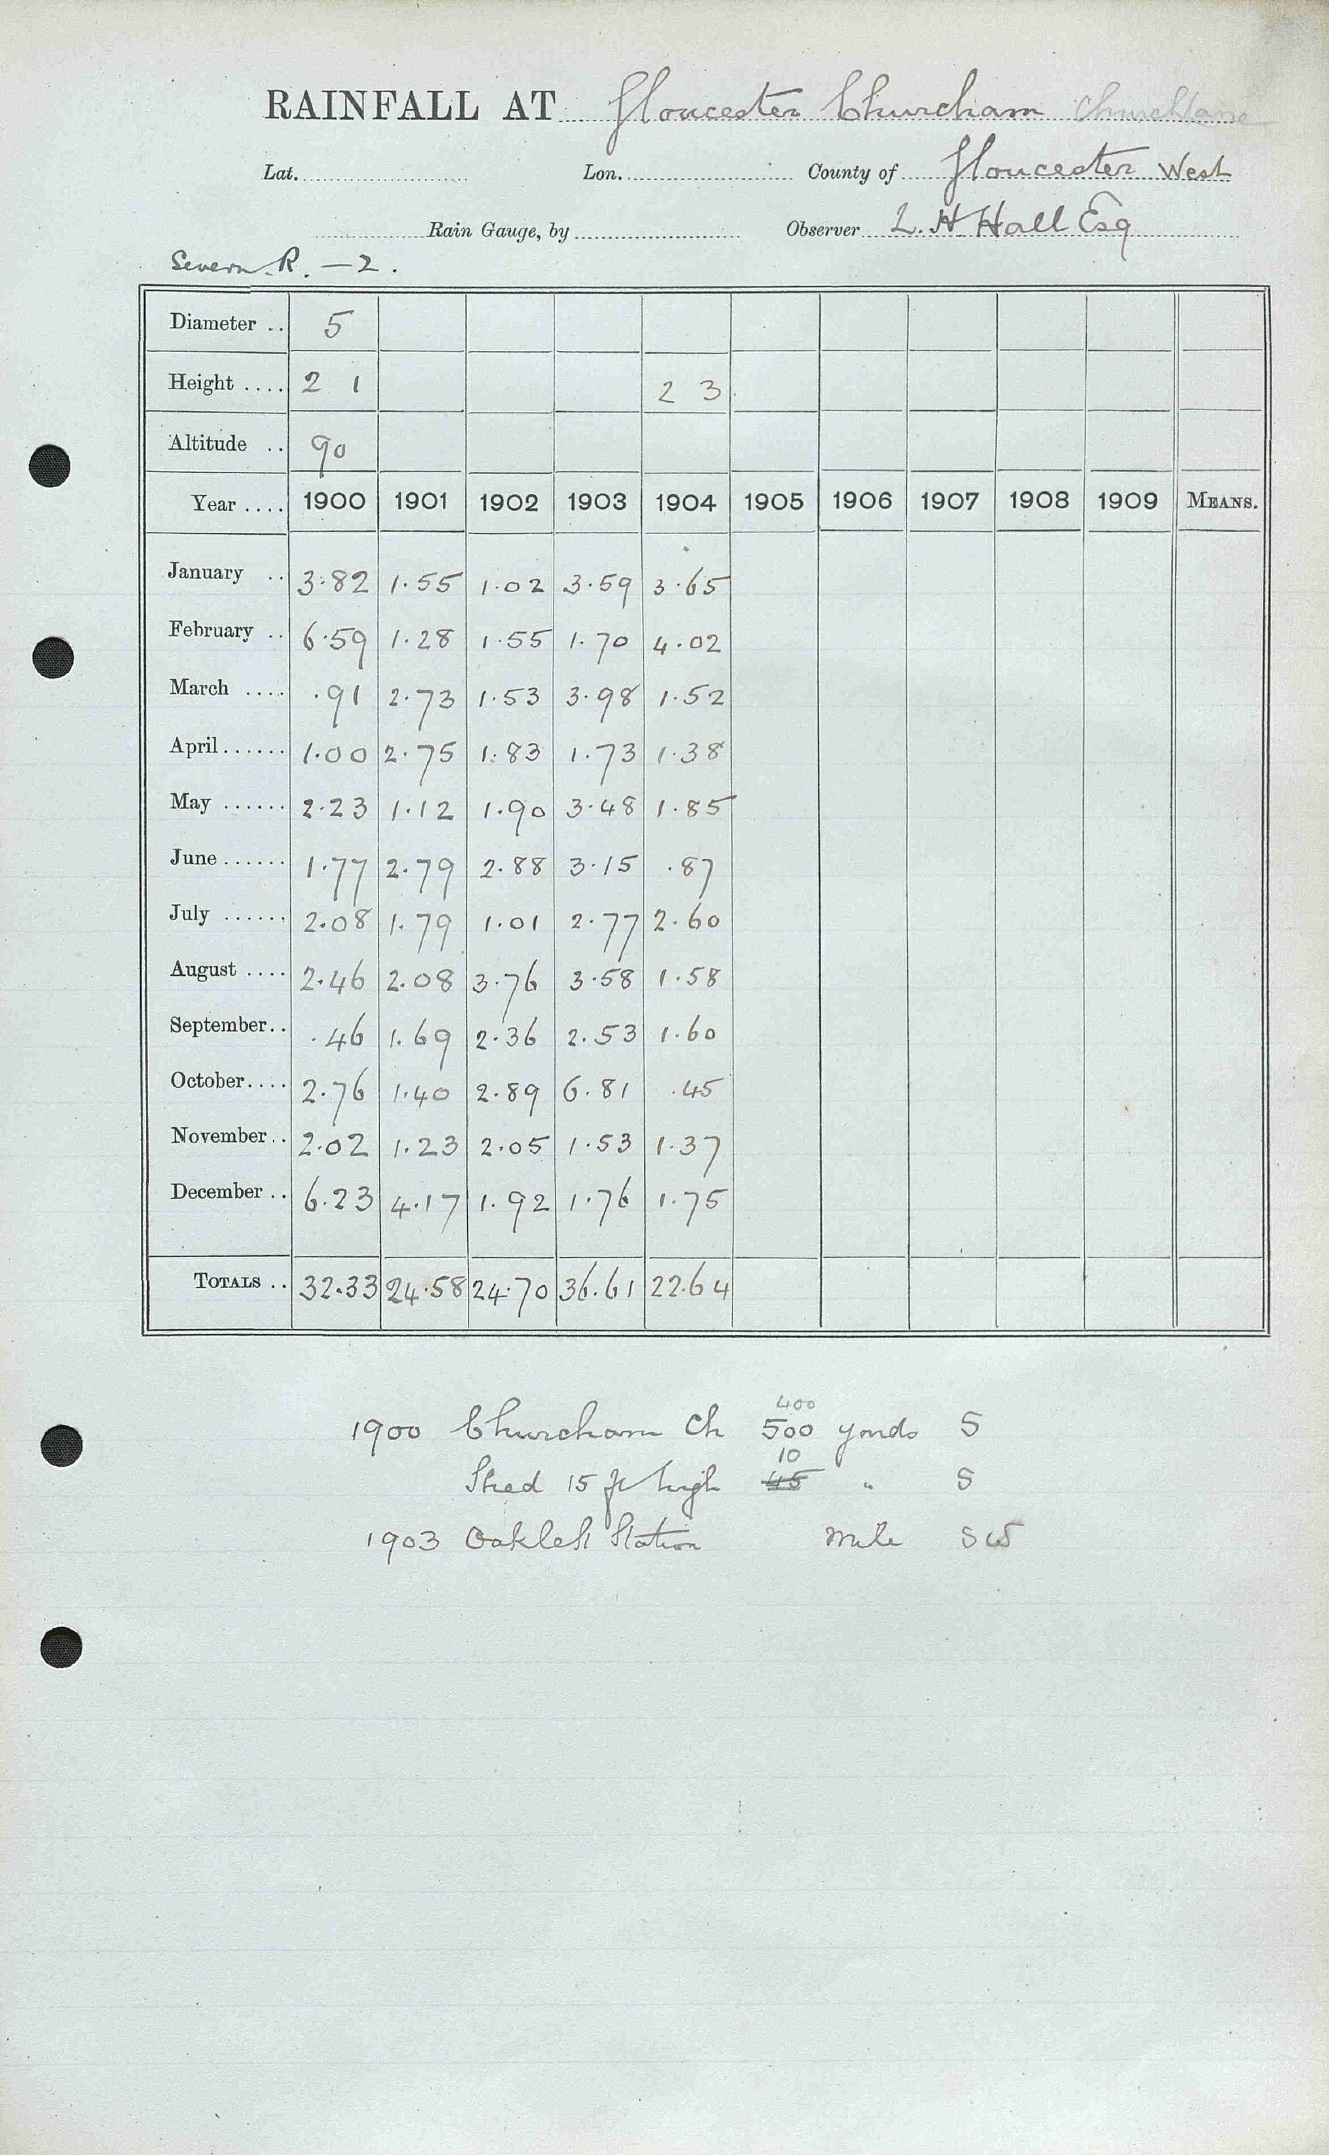 RAINFALL AT Gloucester Churcham Church Lane
Lat. Lon. County of Gloucester West
Rain Gauge, by Observer L. H Hall Esq
Severn. R. —2.
Diameter .. 5
Height .... 2 1 2 3
Altitude .. 90
Year .... 1900 1901 1902 1903 1904 1905 1906 1907 1908 1909 MEANS.
January .. 3.82 1.55 1.02 3.59 3.65
February .. 6.59 1.28 1.55 1.70 4.02
March .... .91 2.73 1.53 3.98 1.52
April...... 1.00 2.75 1.83 1.73 1.38
May ...... 2.23 1.12 1.90 3.48 1.85
June...... 1.77 2.79 2.88 3.15 .87
July ...... 2.08 1.79 1.01 2.77 2.60
August .... 2.46 2.08 3.76 3.58 1.58
September.. .46 1.69 2.36 2.53 1.60
October.... 2.76 1.40 2.89 6.81 .45
November.. 2.02 1.23 2.05 1.53 1.37
December .. 6.23 4.17 1.92 1.76 1.75
TOTALS .. 32.33 24.58 24.70 36.61 22.64
400
1900 Churcham Ch 500 yards S
10
Shed 15 ft high 45 " S
1903 Station mile SW